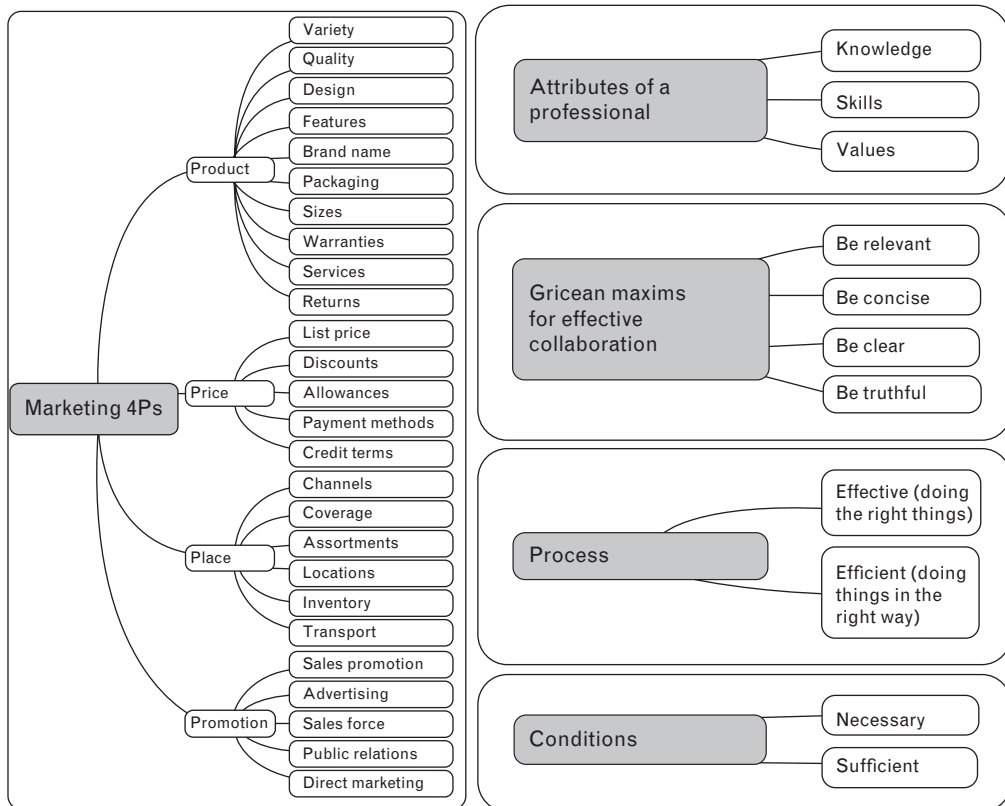 Marketing 4Ps
Product
Variety
Quality
Design
Features
Brand name
Packaging
Sizes
Warranties
Services
Returns
Price
List price
Discounts
Allowances
Payment methods
Credit terms
Place
Channels
Coverage
Assortments
Locations
Inventory
Transport
Promotion
Sales promotion
Advertising
Sales force
Public relations
Direct marketing
Attributes of a
professional
Knowledge
Skills
Values
Gricean maxims
for effective
collaboration
Be relevant
Be concise
Be clear
Be truthful
Process
Effective (doing
the right things)
Efficient (doing
things in the
right way)
Conditions
Necessary
Sufficient